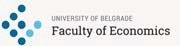 UNIVERSITY OF BELGRADE
Faculty of Economics